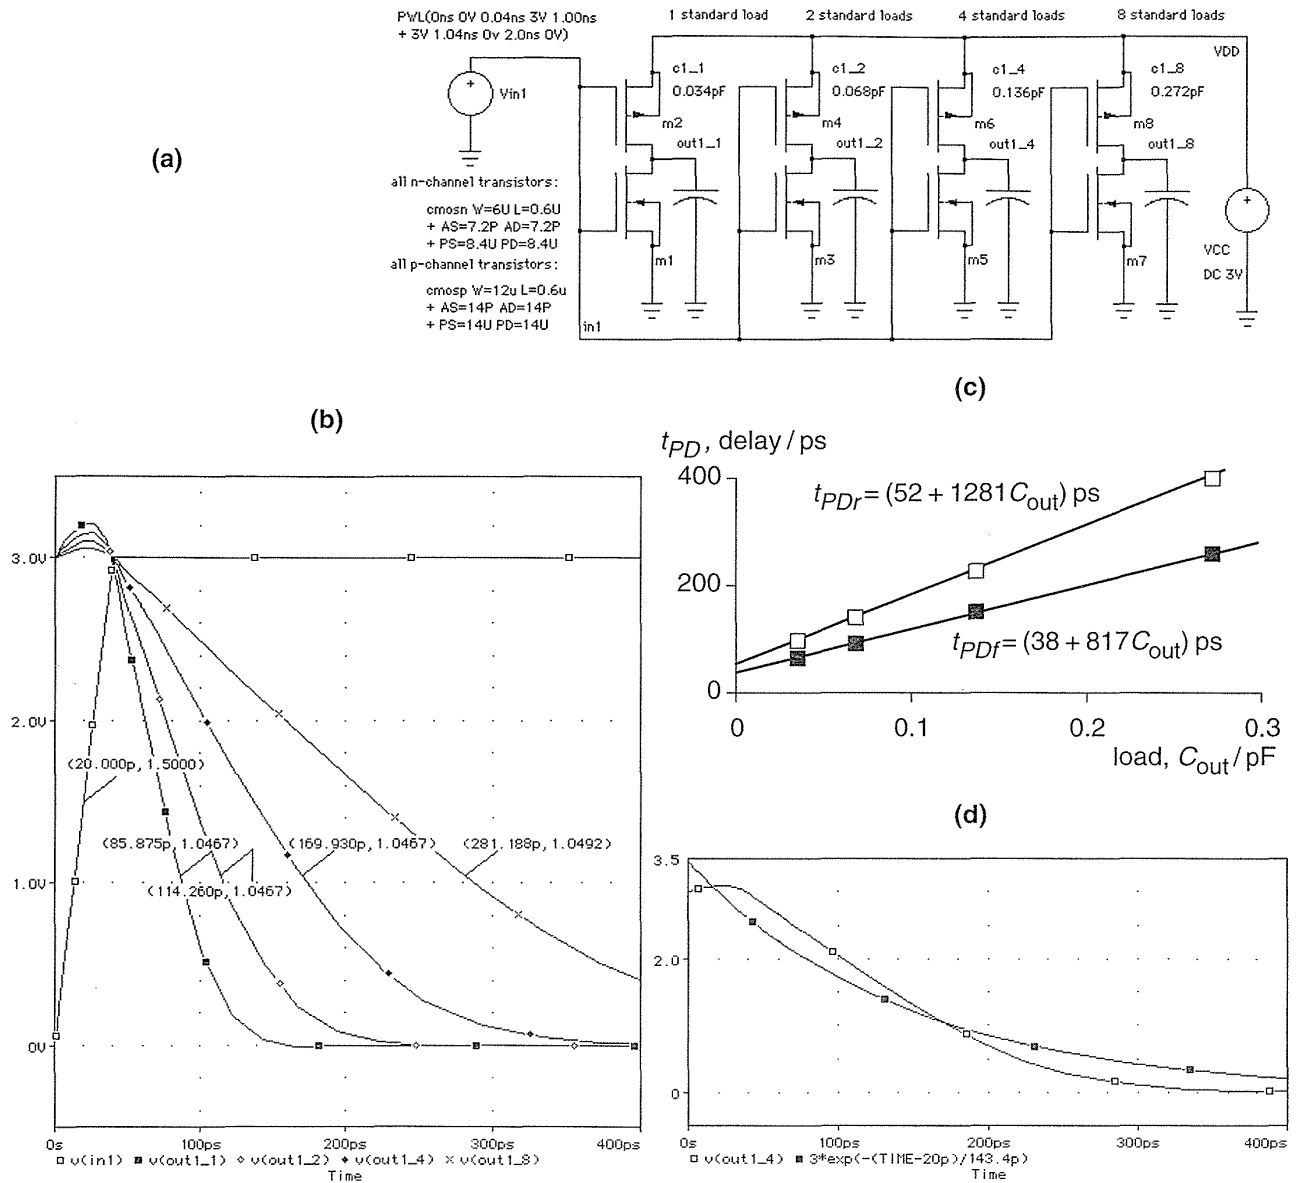 PWL(0ns 0V 0.04ns 3V 1.00ns
+ 3V 1.04ns 0v 2.0ns 0V)
1 standard load
2 standard loads
4 standard loads
8 standard loads
VDD
Vin1
c1_1
0.034pF
m2
out1_1
m1
c1_2
0.068pF
m4
out1_2
m3
c1_4
0.136pF
m6
out1_4
m5
c1_8
0.272pF
m8
out1_8
m7
VCC
DC 3V
(a)
all n-channel transistors:
cmosn W=6U L=0.6U
+ AS=7.2P AD=7.2P
+ PS=8.4U PD=8.4U
all p-channel transistors:
cmosp W=12u L=0.6u
+ AS=14P AD=14P
+ PS=14U PD=14U
in1
(b)
3.0V
2.0V
1.0V
0V
(20.000p,1.5000)
(85.875p,1.0467)
(114.260p,1.0467)
(169.930p,1.0467)
(281.188p,1.0492)
0s
100ps
200ps
300ps
400ps
v(in1) v(out1_1) v(out1_2) v(out1_4) v(out1_8)
Time
(c)
tPD, delay/ps
400
200
0
tPDr = (52 + 1281Cout) ps
tPDf = (38 + 817Cout) ps
0
0.1
0.2
0.3
load, Cout/pF
(d)
3.5
2.0
0
0s
100ps
200ps
300ps
400ps
v(out1_4) 3*exp(-(TIME-20p)/143.4p)
Time